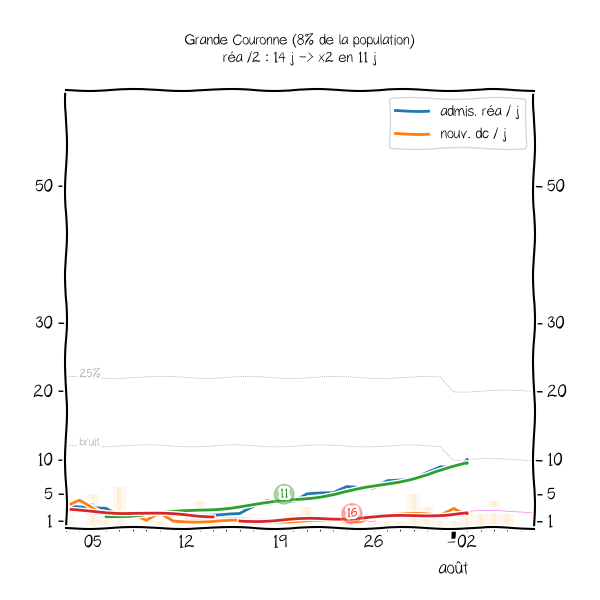 Grande Couronne (8% de la population)
réa /2 : 14 j -> x2 en 11 j
admis. réa / j
nouv. dc / j
50 50
30 30
25%
20 20
bruit
10 10
11
5 5
16
1 1
05 12 19 26 02
août